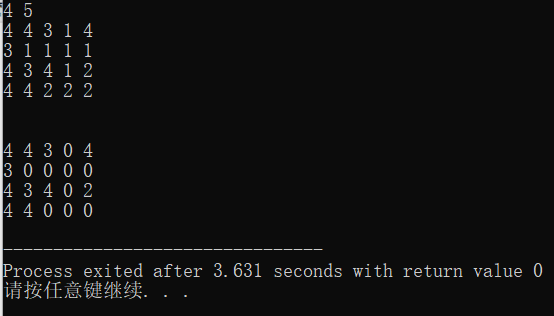 4 5
4 4 3 1 4
3 1 1 1 1
4 3 4 1 2
4 4 2 2 2
4 4 3 0 4
3 0 0 0 0
4 3 4 0 2
4 4 0 0 0
--------------------------------
Process exited after 3.631 seconds with return value 0
请按任意键继续. . .